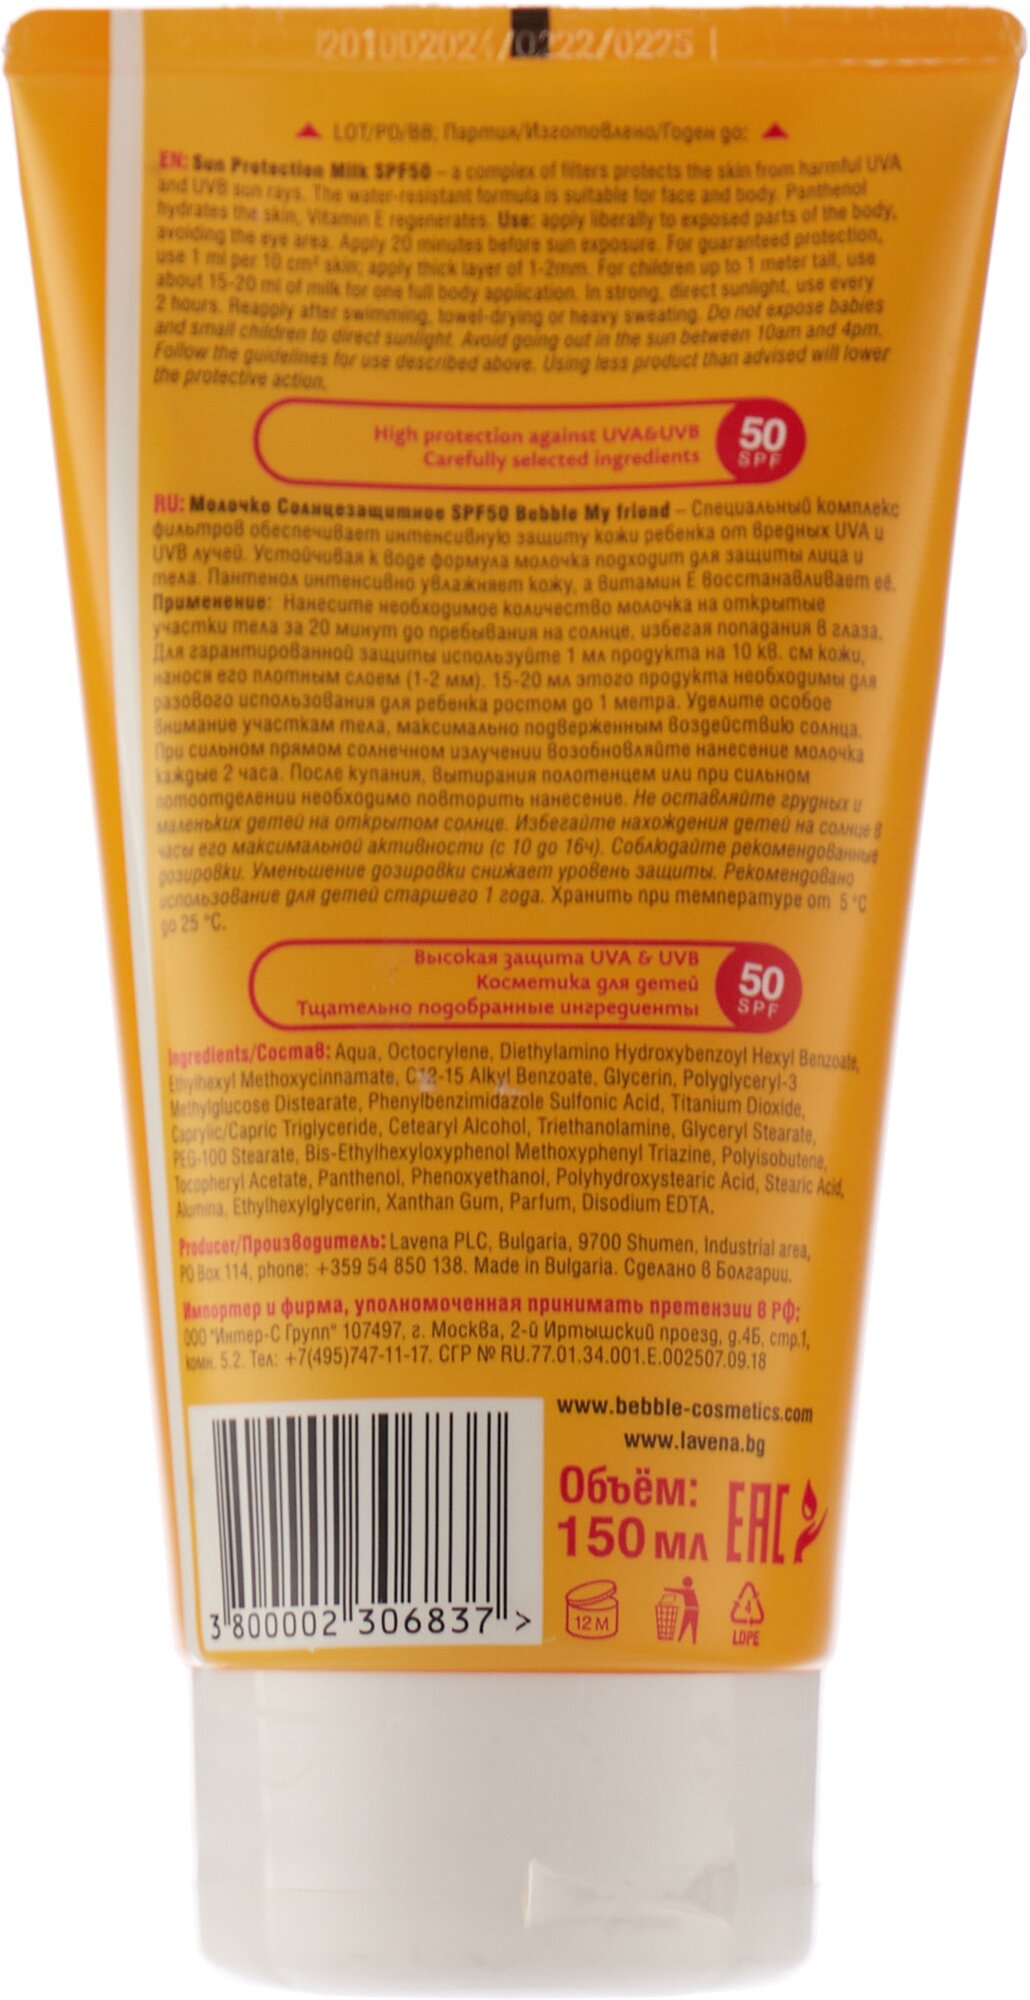 201002024/0222/0225
LOT/PD/BB: Партия/Изготовлено/Годен до:
EN: Sun Protection Milk SPF50 – a complex of filters protects the skin from harmful UVA
and UVB sun rays. The water-resistant formula is suitable for face and body. Panthenol
hydrates the skin, Vitamin E regenerates. Use: apply liberally to exposed parts of the body,
avoiding the eye area. Apply 20 minutes before sun exposure. For guaranteed protection,
use 1 ml per 10 cm² skin; apply thick layer of 1-2mm. For children up to 1 meter tall, use
about 15-20 ml of milk for one full body application. In strong, direct sunlight, use every
2 hours. Reapply after swimming, towel-drying or heavy sweating. Do not expose babies
and small children to direct sunlight. Avoid going out in the sun between 10am and 4pm.
Follow the guidelines for use described above. Using less product than advised will lower
the protective action.
High protection against UVA&UVB
Carefully selected ingredients
50
SPF
RU: Молочко Солнцезащитное SPF50 Bebble My friend – Специальный комплекс
фильтров обеспечивает интенсивную защиту кожи ребенка от вредных UVA и
UVB лучей. Устойчивая к воде формула молочка подходит для защиты лица и
тела. Пантенол интенсивно увлажняет кожу, а витамин Е восстанавливает её.
Применение: Нанесите необходимое количество молочка на открытые
участки тела за 20 минут до пребывания на солнце, избегая попадания в глаза.
Для гарантированной защиты используйте 1 мл продукта на 10 кв. см кожи,
нанося его плотным слоем (1-2 мм). 15-20 мл этого продукта необходимы для
разового использования для ребенка ростом до 1 метра. Уделите особое
внимание участкам тела, максимально подверженным воздействию солнца.
При сильном прямом солнечном излучении возобновляйте нанесение молочка
каждые 2 часа. После купания, вытирания полотенцем или при сильном
потоотделении необходимо повторить нанесение. Не оставляйте грудных и
маленьких детей на открытом солнце. Избегайте нахождения детей на солнце в
часы его максимальной активности (с 10 до 16ч). Соблюдайте рекомендованные
дозировки. Уменьшение дозировки снижает уровень защиты. Рекомендовано
использование для детей старшего 1 года. Хранить при температуре от 5 °C
до 25 °C.
Высокая защита UVA & UVB
Косметика для детей
Тщательно подобранные ингредиенты
50
SPF
Ingredients/Состав: Aqua, Octocrylene, Diethylamino Hydroxybenzoyl Hexyl Benzoate,
Ethylhexyl Methoxycinnamate, C12-15 Alkyl Benzoate, Glycerin, Polyglyceryl-3
Methylglucose Distearate, Phenylbenzimidazole Sulfonic Acid, Titanium Dioxide,
Caprylic/Capric Triglyceride, Cetearyl Alcohol, Triethanolamine, Glyceryl Stearate,
PEG-100 Stearate, Bis-Ethylhexyloxyphenol Methoxyphenyl Triazine, Polyisobutene,
Tocopheryl Acetate, Panthenol, Phenoxyethanol, Polyhydroxystearic Acid, Stearic Acid,
Alumina, Ethylhexylglycerin, Xanthan Gum, Parfum, Disodium EDTA.
Producer/Производитель: Lavena PLC, Bulgaria, 9700 Shumen, Industrial area,
PO Box 114, phone: +359 54 850 138. Made in Bulgaria. Сделано в Болгарии.
Импортер и фирма, уполномоченная принимать претензии в РФ:
ООО "Интер-С Групп" 107497, г. Москва, 2-й Иртышский проезд, д.4Б, стр.1,
комн. 5.2. Тел: +7(495)747-11-17. СГР № RU.77.01.34.001.E.002507.09.18
www.bebble-cosmetics.com
www.lavena.bg
Объём:
150 мл
EAC
12 M
4
LDPE
3 800002 306837 >